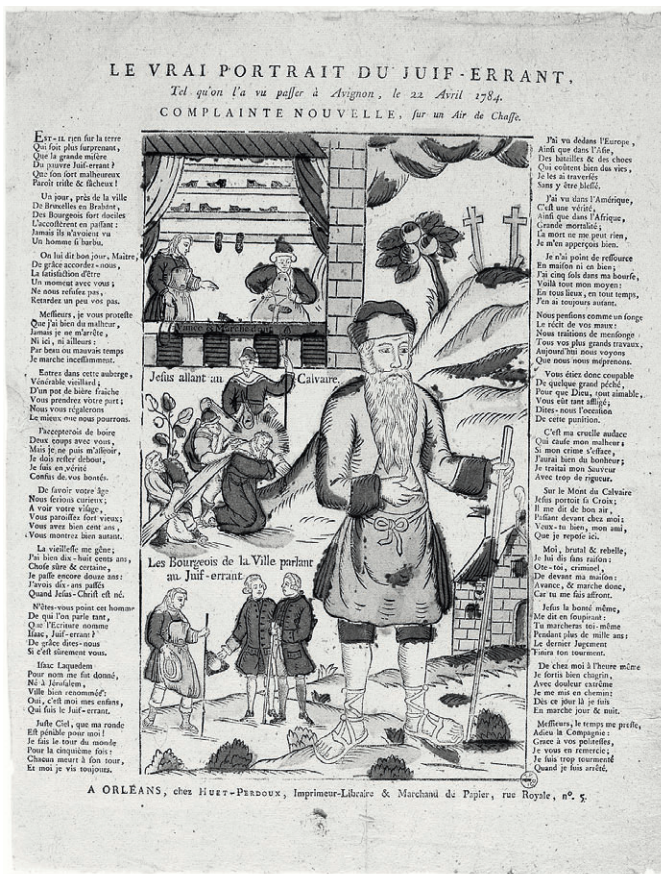 LE VRAI PORTRAIT DU JUIF-ERRANT,
Tel qu'on l'a vu paſſer à Avignon, le 22 Avril 1784.
COMPLAINTE NOUVELLE, ſur un Air de Chaſſe.
EST-IL rien ſur la terre
Qui ſoit plus ſurprenant,
Que la grande miſère
Du pauvre Juif-errant?
Que ſon ſort malheureux
Paroît triſte & fâcheux!
Un jour, près de la ville
De Bruxelles en Brabant,
Des Bourgeois fort dociles
L'accoſtèrent en paſſant:
Jamais ils n'avoient vu
Un homme ſi barbu.
On lui dit bon jour, Maître,
De grâce accordez-nous,
La ſatisfaction d'être
Un moment avec vous;
Ne nous refuſez pas,
Retardez un peu vos pas.
Meſſieurs, je vous proteſte
Que j'ai bien du malheur,
Jamais je ne m'arrête,
Ni ici, ni ailleurs:
Par beau ou mauvais temps
Je marche inceſſamment.
Entrez dans cette auberge,
Vénérable vieillard;
D'un pot de bière fraîche
Vous prendrez votre part;
Nous vous régalerons
Le mieux que nous pourrons.
J'accepterois de boire
Deux coups avec vous,
Mais je ne puis m'aſſeoir,
Je dois reſter debout,
Je ſuis en vérité
Confus de vos bontés.
De ſavoir votre âge
Nous ſerions curieux;
A voir votre viſage,
Vous paroiſſez fort vieux;
Vous avez bien cent ans,
Vous montrez bien autant.
La vieilleſſe me gêne;
J'ai bien dix-huit cents ans,
Choſe sûre & certaine,
Je paſſe encore douze ans:
J'avois dix-ans paſſés
Quand Jeſus-Chriſt eſt né.
N'êtes-vous point cet homme
De qui l'on parle tant,
Que l'Ecriture nomme
Iſaac, Juif-errant?
De grâce dites-nous
Si c'eſt sûrement vous.
Iſaac Laquedem
Pour nom me fut donné,
Né à Jéruſalem,
Ville bien renommée:
Oui, c'eſt moi mes enfans,
Qui ſuis le Juif-errant.
Juſte Ciel, que ma ronde
Eſt pénible pour moi!
Je fais le tour du monde
Pour la cinquième fois:
Chacun meurt à ſon tour,
Et moi je vis toujours.
Avance & Marche donc
Jeſus allant au Calvaire.
Les Bourgeois de la Ville parlant
au Juif-errant.
J'ai vu dedans l'Europe,
Ainſi que dans l'Aſie,
Des batailles & des chocs
Qui coûtent bien des vies,
Je les ai traverſés
Sans y être bleſſé.
J'ai vu dans l'Amérique,
C'eſt une vérité,
Ainſi que dans l'Afrique,
Grande mortalité;
La mort ne me peut rien,
Je m'en apperçois bien.
Je n'ai point de reſſource
En maiſon ni en bien;
J'ai cinq ſols dans ma bourſe,
Voilà tout mon moyen:
En tous lieux, en tout temps,
J'en ai toujours autant.
Nous penſions comme un ſonge
Le récit de vos maux:
Nous traitions de menſonge
Tous vos plus grands travaux,
Aujourd'hui nous voyons
Que nous nous méprenons.
Vous étiez donc coupable
De quelque grand péché,
Pour que Dieu, tout aimable,
Vous eût tant affligé;
Dites-nous l'occaſion
De cette punition.
C'eſt ma cruelle audace
Qui cauſe mon malheur;
Si mon crime s'efface,
J'aurai bien du bonheur;
Je traitai mon Sauveur
Avec trop de rigueur.
Sur le Mont du Calvaire
Jeſus portoit ſa Croix;
Il me dit de bon air,
Paſſant devant chez moi:
Veux-tu bien, mon ami,
Que je repoſe ici.
Moi, brutal & rebelle,
Je lui dis ſans raiſon:
Ote-toi, criminel,
De devant ma maiſon:
Avance, & marche donc,
Car tu me fais affront.
Jeſus la bonté même,
Me dit en ſoupirant:
Tu marcheras toi-même
Pendant plus de mille ans:
Le dernier Jugement
Finira ton tourment.
De chez moi à l'heure même
Je ſortis bien chagrin,
Avec douleur extrême
Je me mis en chemin:
Dès ce jour là je ſuis
En marche jour & nuit.
Meſſieurs, le temps me preſſe,
Adieu la Compagnie:
Grace à vos politeſſes,
Je vous en remercie;
Je ſuis trop tourmenté
Quand je ſuis arrêté.
A ORLÉANS, chez HUET-PERDOUX, Imprimeur-Libraire & Marchand de Papier, rue Royale, nº. 5.